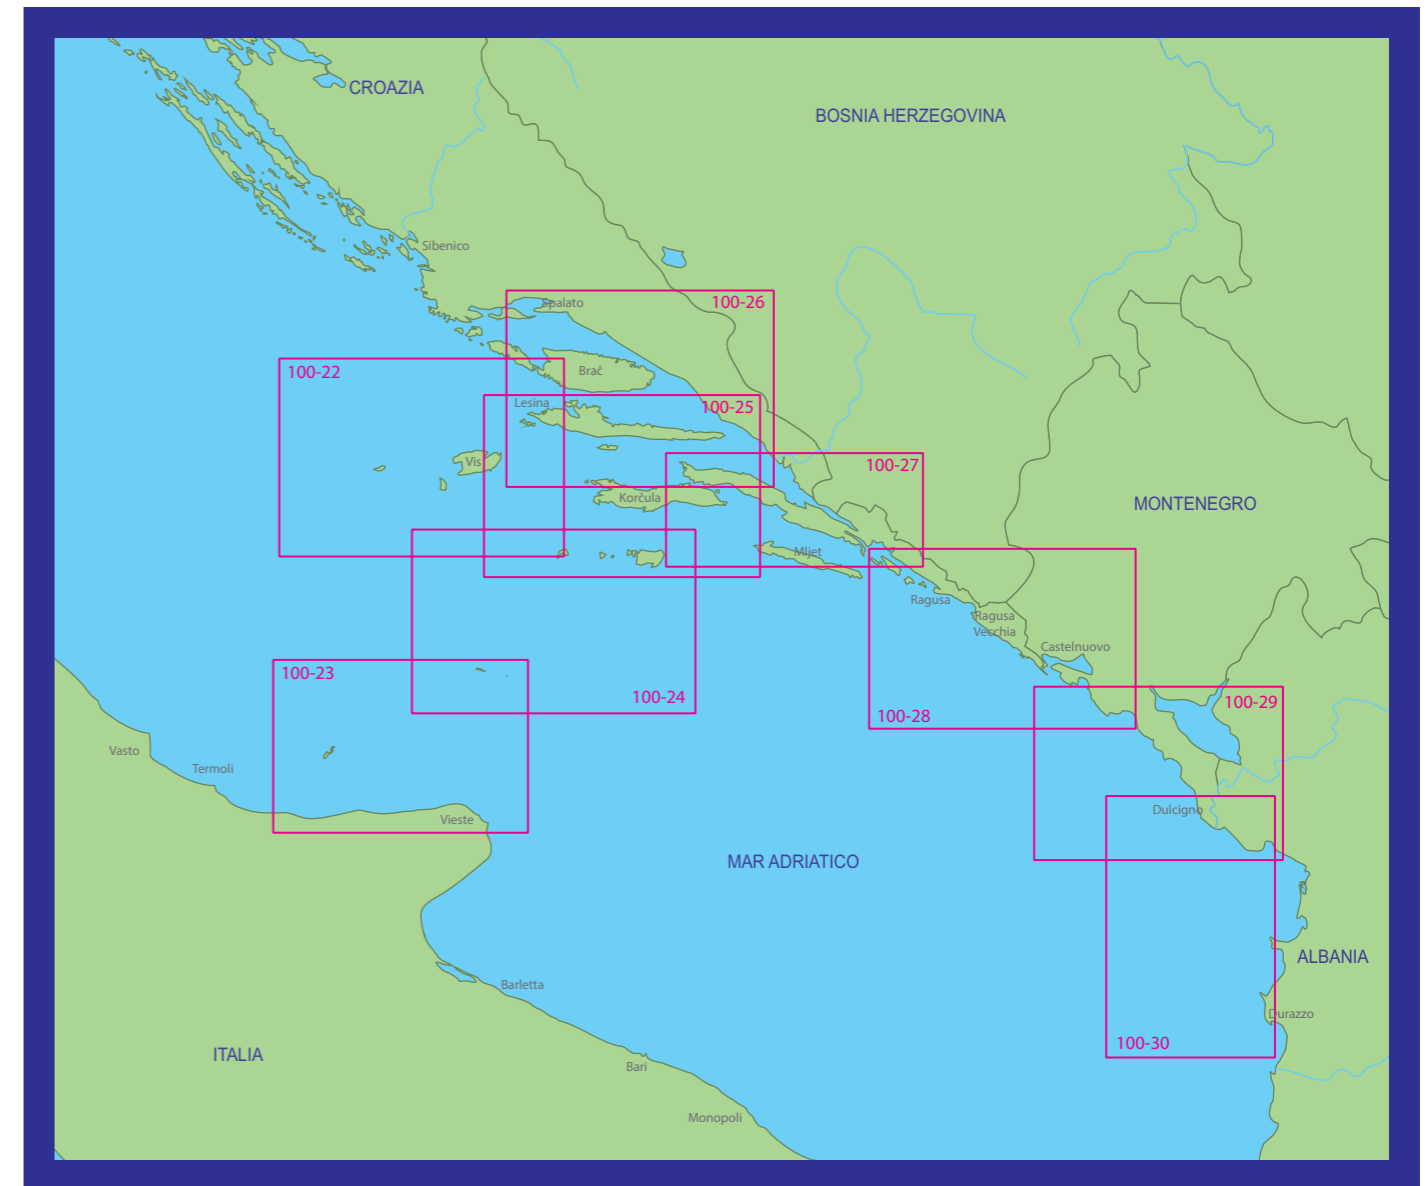 CROAZIA
BOSNIA HERZEGOVINA
Sibenico
Spalato
100-26
100-22
Brač
Lesina
100-25
Vis
100-27
Korčula
MONTENEGRO
Mljet
Ragusa
Ragusa
Vecchia
Castelnuovo
100-23
100-24
100-28
100-29
Vasto
Termoli
Vieste
Dulcigno
MAR ADRIATICO
ALBANIA
Barletta
Durazzo
100-30
ITALIA
Bari
Monopoli